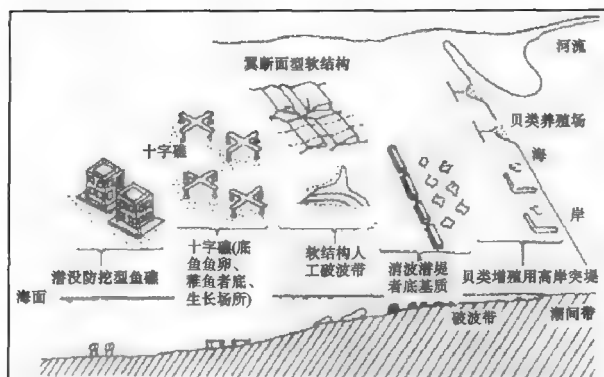 河流
翼断面型软结构
贝类养殖场
十字礁
海
岸
潜没防挖型鱼礁
十字礁(底
鱼鱼卵、
稚鱼者底、
生长场所)
软结构人
工破波带
消波潜堤
者底基质
贝类增殖用高岸突堤
海面
破波带
潮间带